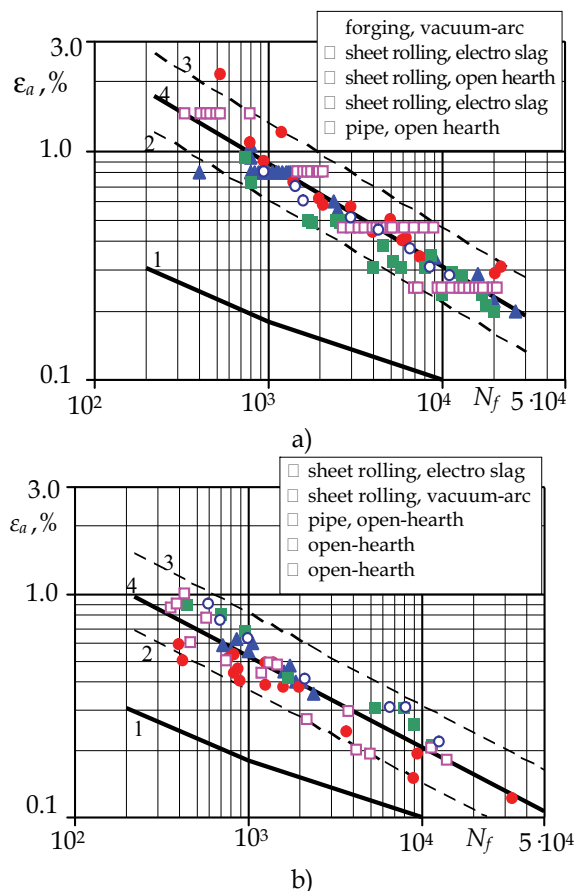 3.0
ε𝑎 ,%
1.0
0.1
3
4
2
1
forging, vacuum-arc
□ sheet rolling, electro slag
□ sheet rolling, open hearth
□ sheet rolling, electro slag
□ pipe, open hearth
10² 10³ 10⁴ N_f 5·10⁴
a)
3.0
ε𝑎 ,%
1.0
0.1
3
4
2
1
□ sheet rolling, electro slag
□ sheet rolling, vacuum-arc
□ pipe, open-hearth
□ open-hearth
□ open-hearth
10² 10³ 10⁴ N_f 5·10⁴
b)